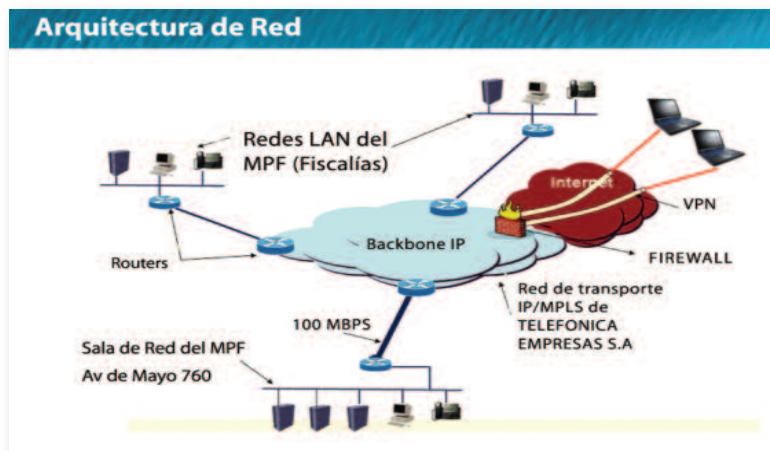 Arquitectura de Red
Redes LAN del
MPF (Fiscalías)
Internet
VPN
Backbone IP
FIREWALL
Routers
Red de transporte
IP/MPLS de
TELEFONICA
EMPRESAS S.A
100 MBPS
Sala de Red del MPF
Av de Mayo 760